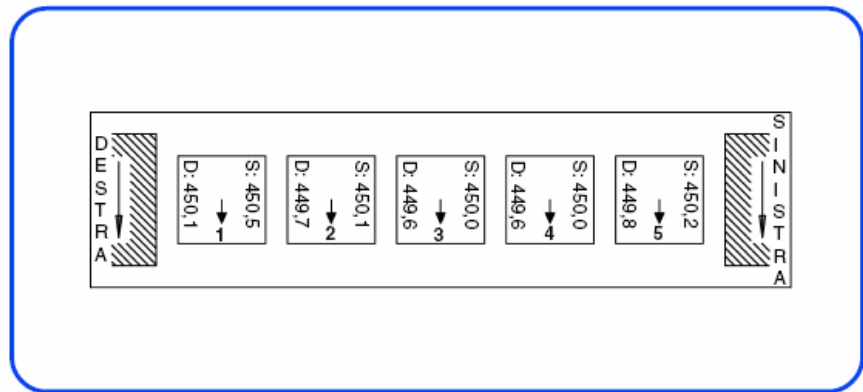 DESTRA
D: 450,1
S: 450,5
1
D: 449,7
S: 450,1
2
D: 449,6
S: 450,0
3
D: 449,6
S: 450,0
4
D: 449,8
S: 450,2
5
SINISTRA